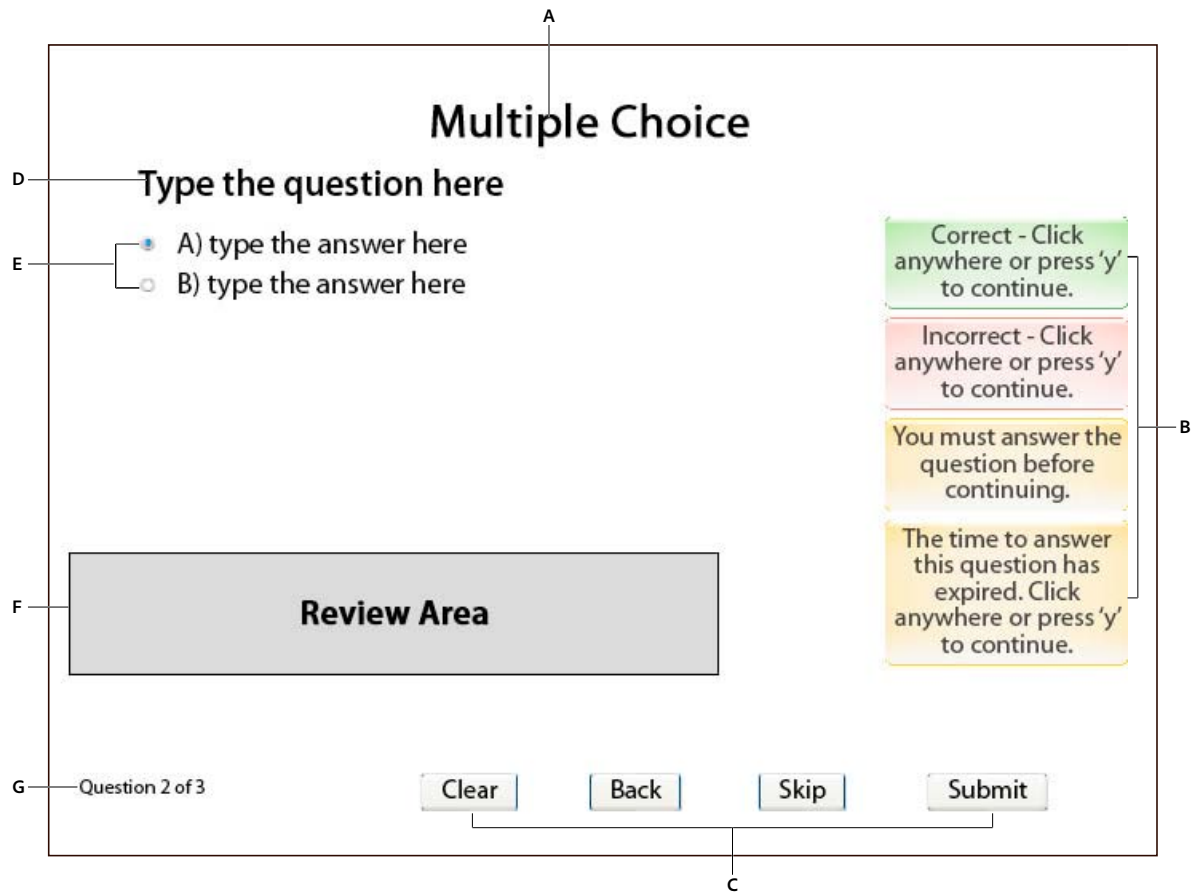 A
Multiple Choice
D
Type the question here
E
A) type the answer here
B) type the answer here
Correct - Click
anywhere or press ‘y’
to continue.
Incorrect - Click
anywhere or press ‘y’
to continue.
B
You must answer the
question before
continuing.
The time to answer
this question has
expired. Click
anywhere or press ‘y’
to continue.
F
Review Area
G
Question 2 of 3
Clear
Back
Skip
Submit
C